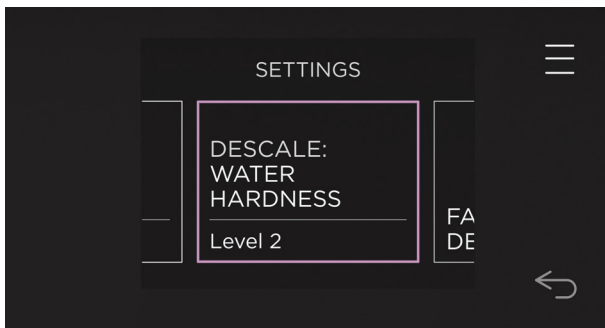 SETTINGS
DESCALE:
WATER
HARDNESS
Level 2
FA
DE